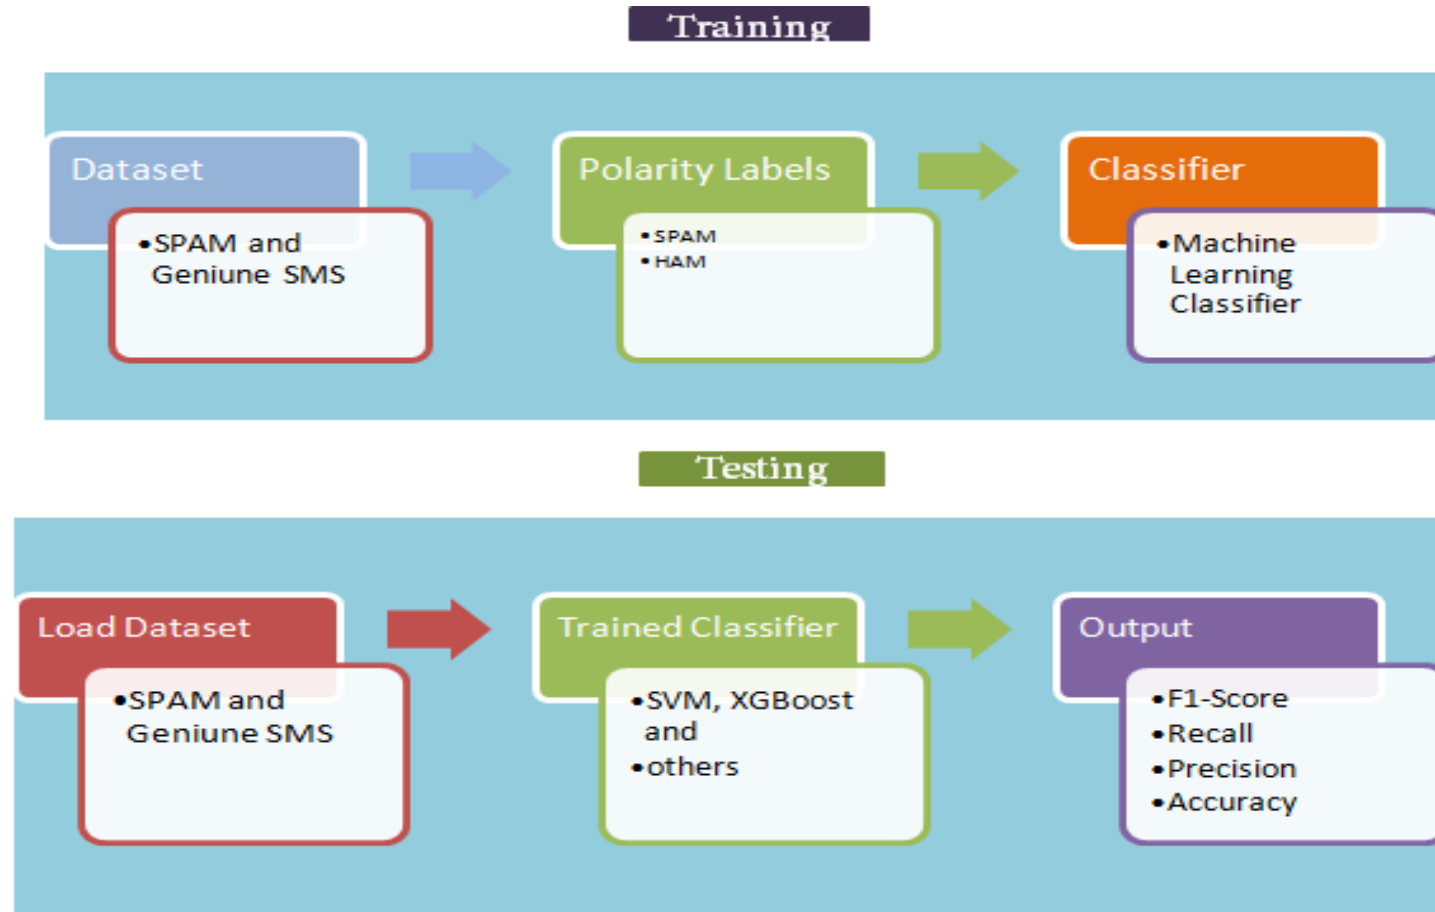 Training
Dataset
•SPAM and
Geniune SMS
Polarity Labels
•SPAM
•HAM
Classifier
•Machine
Learning
Classifier
Testing
Load Dataset
•SPAM and
Geniune SMS
Trained Classifier
•SVM, XGBoost
and
•others
Output
•F1-Score
•Recall
•Precision
•Accuracy